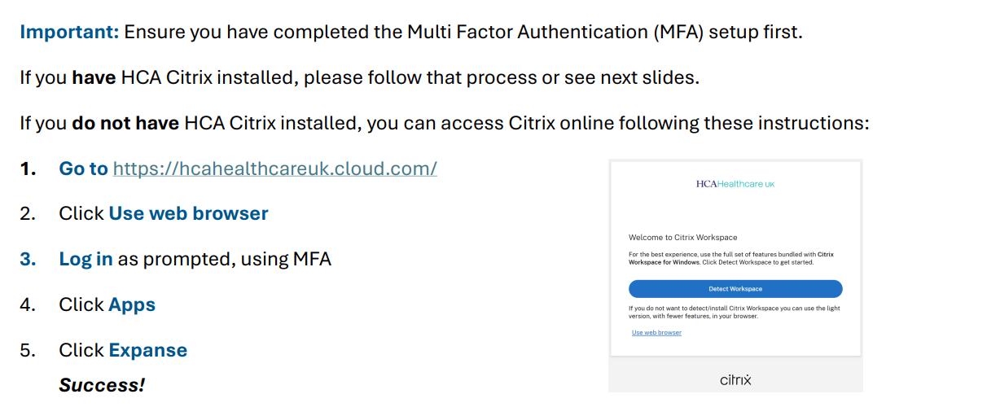 Important: Ensure you have completed the Multi Factor Authentication (MFA) setup first.
If you have HCA Citrix installed, please follow that process or see next slides.
If you do not have HCA Citrix installed, you can access Citrix online following these instructions:
1. Go to https://hcahealthcareuk.cloud.com/
2. Click Use web browser
3. Log in as prompted, using MFA
4. Click Apps
5. Click Expanse
Success!
HCAHealthcare UK
Welcome to Citrix Workspace
For the best experience, use the full set of features bundled with Citrix
Workspace for Windows. Click Detect Workspace to get started.
Detect Workspace
If you do not want to detect/install Citrix Workspace you can use the light
version, with fewer features, in your browser.
Use web browser
citrix